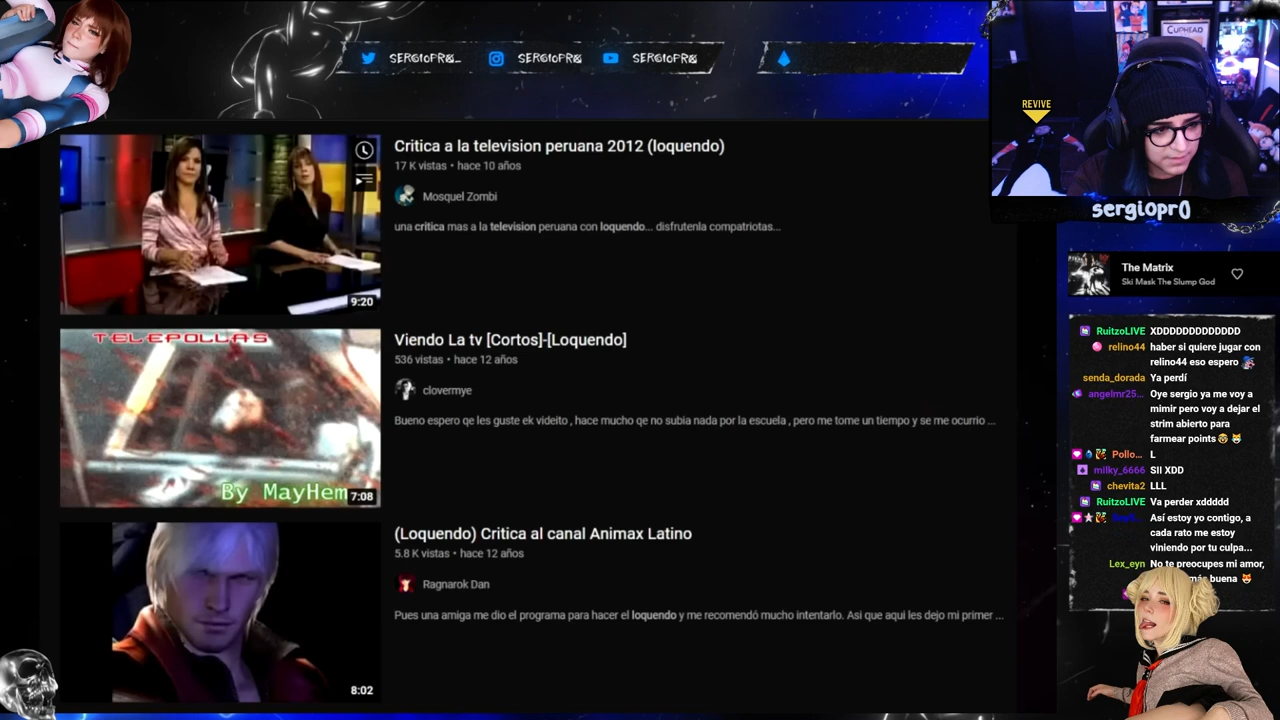 SERGIOPR0_ SERGIOPR0 SERGIOPR0
CUPHEAD
REVIVE
sergiopr0
Critica a la television peruana 2012 (loquendo)
17 K vistas • hace 10 años
Mosquel Zombi
una critica mas a la television peruana con loquendo... disfrutenla compatriotas...
9:20
TELEPOLLAS
By MayHem
7:08
Viendo La tv [Cortos]-[Loquendo]
536 vistas • hace 12 años
clovermye
Bueno espero qe les guste ek videito , hace mucho qe no subia nada por la escuela , pero me tome un tiempo y se me ocurrio ...
(Loquendo) Critica al canal Animax Latino
5.8 K vistas • hace 12 años
Ragnarok Dan
Pues una amiga me dio el programa para hacer el loquendo y me recomendó mucho intentarlo. Asi que aqui les dejo mi primer ...
8:02
The Matrix
Ski Mask The Slump God
RuitzoLIVE XDDDDDDDDDDDDD
relino44 haber si quiere jugar con
relino44 eso espero
senda_dorada Ya perdí
angelmr25... Oye sergio ya me voy a
mimir pero voy a dejar el
strim abierto para
farmear points
Pollo... L
milky_6666 SII XDD
chevita2 LLL
RuitzoLIVE Va perder xddddd
Así estoy yo contigo, a
cada rato me estoy
viniendo por tu culpa...
Lex_eyn No te preocupes mi amor,
más buena